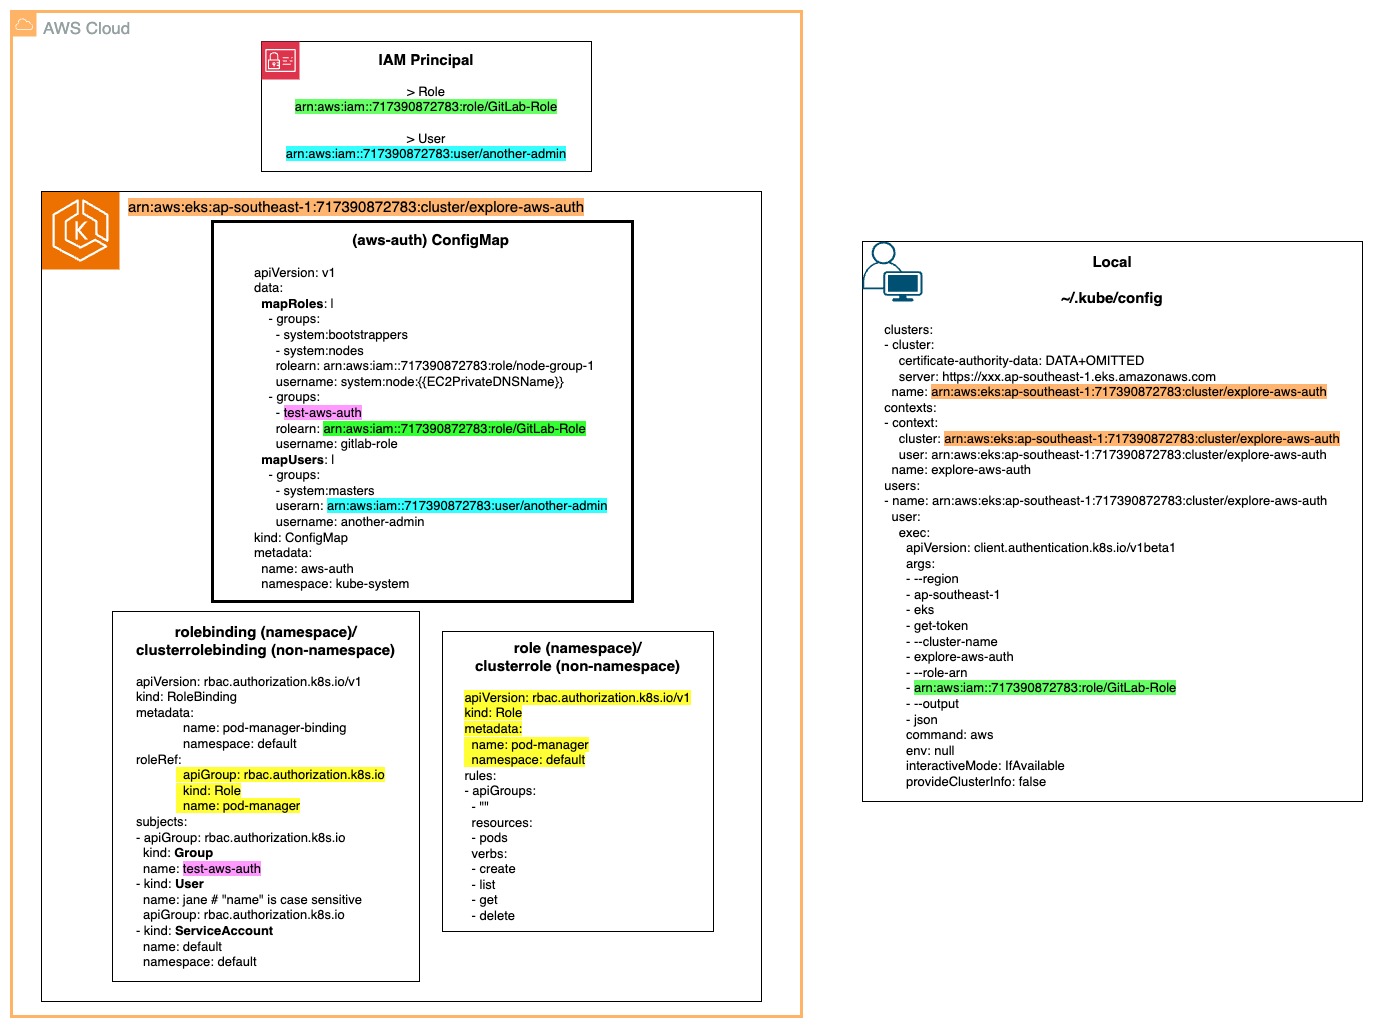 AWS Cloud
IAM Principal
> Role
arn:aws:iam::717390872783:role/GitLab-Role
> User
arn:aws:iam::717390872783:user/another-admin
arn:aws:eks:ap-southeast-1:717390872783:cluster/explore-aws-auth
(aws-auth) ConfigMap
apiVersion: v1
data:
mapRoles: |
- groups:
- system:bootstrappers
- system:nodes
rolearn: arn:aws:iam::717390872783:role/node-group-1
username: system:node:{{EC2PrivateDNSName}}
- groups:
- test-aws-auth
rolearn: arn:aws:iam::717390872783:role/GitLab-Role
username: gitlab-role
mapUsers: |
- groups:
- system:masters
userarn: arn:aws:iam::717390872783:user/another-admin
username: another-admin
kind: ConfigMap
metadata:
name: aws-auth
namespace: kube-system
rolebinding (namespace)/
clusterrolebinding (non-namespace)
apiVersion: rbac.authorization.k8s.io/v1
kind: RoleBinding
metadata:
name: pod-manager-binding
namespace: default
roleRef:
apiGroup: rbac.authorization.k8s.io
kind: Role
name: pod-manager
subjects:
- apiGroup: rbac.authorization.k8s.io
kind: Group
name: test-aws-auth
- kind: User
name: jane # "name" is case sensitive
apiGroup: rbac.authorization.k8s.io
- kind: ServiceAccount
name: default
namespace: default
role (namespace)/
clusterrole (non-namespace)
apiVersion: rbac.authorization.k8s.io/v1
kind: Role
metadata:
name: pod-manager
namespace: default
rules:
- apiGroups:
- ""
resources:
- pods
verbs:
- create
- list
- get
- delete
Local
~/.kube/config
clusters:
- cluster:
certificate-authority-data: DATA+OMITTED
server: https://xxx.ap-southeast-1.eks.amazonaws.com
name: arn:aws:eks:ap-southeast-1:717390872783:cluster/explore-aws-auth
contexts:
- context:
cluster: arn:aws:eks:ap-southeast-1:717390872783:cluster/explore-aws-auth
user: arn:aws:eks:ap-southeast-1:717390872783:cluster/explore-aws-auth
name: explore-aws-auth
users:
- name: arn:aws:eks:ap-southeast-1:717390872783:cluster/explore-aws-auth
user:
exec:
apiVersion: client.authentication.k8s.io/v1beta1
args:
- --region
- ap-southeast-1
- eks
- get-token
- --cluster-name
- explore-aws-auth
- --role-arn
- arn:aws:iam::717390872783:role/GitLab-Role
- --output
- json
command: aws
env: null
interactiveMode: IfAvailable
provideClusterInfo: false